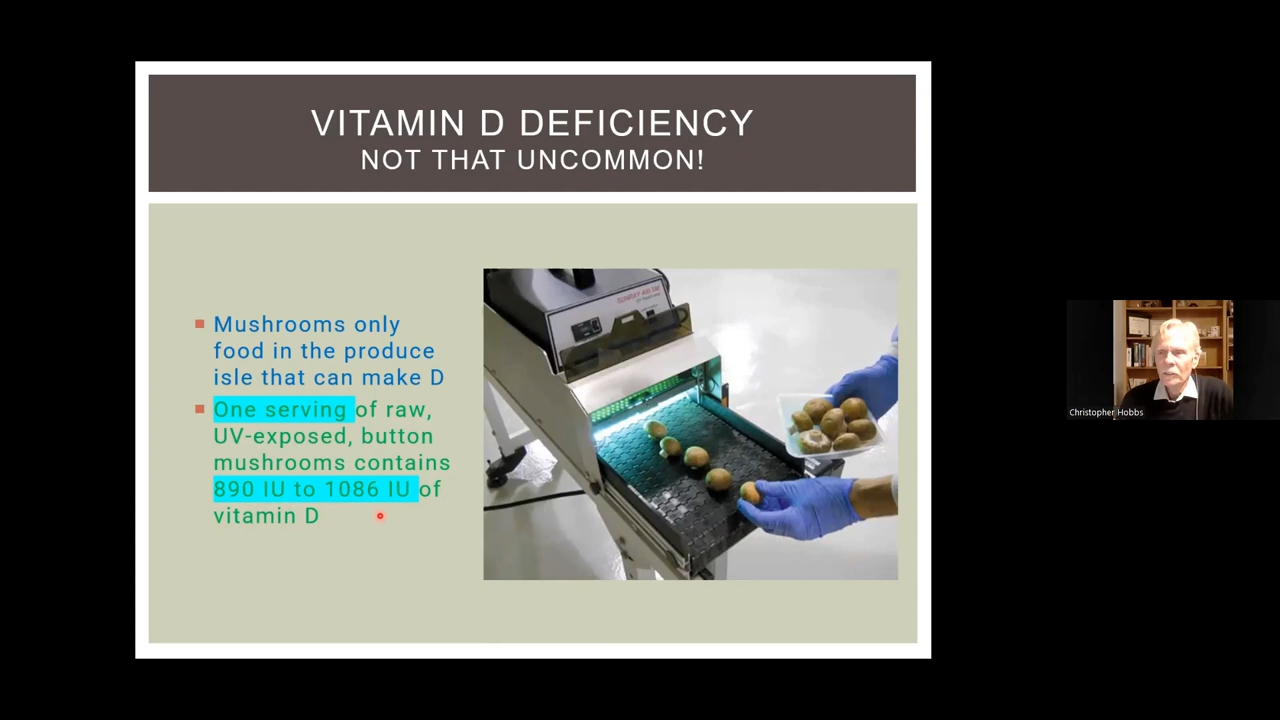 VITAMIN D DEFICIENCY
NOT THAT UNCOMMON!
Mushrooms only
food in the produce
isle that can make D
One serving of raw,
UV-exposed, button
mushrooms contains
890 IU to 1086 IU of
vitamin D
Christopher Hobbs